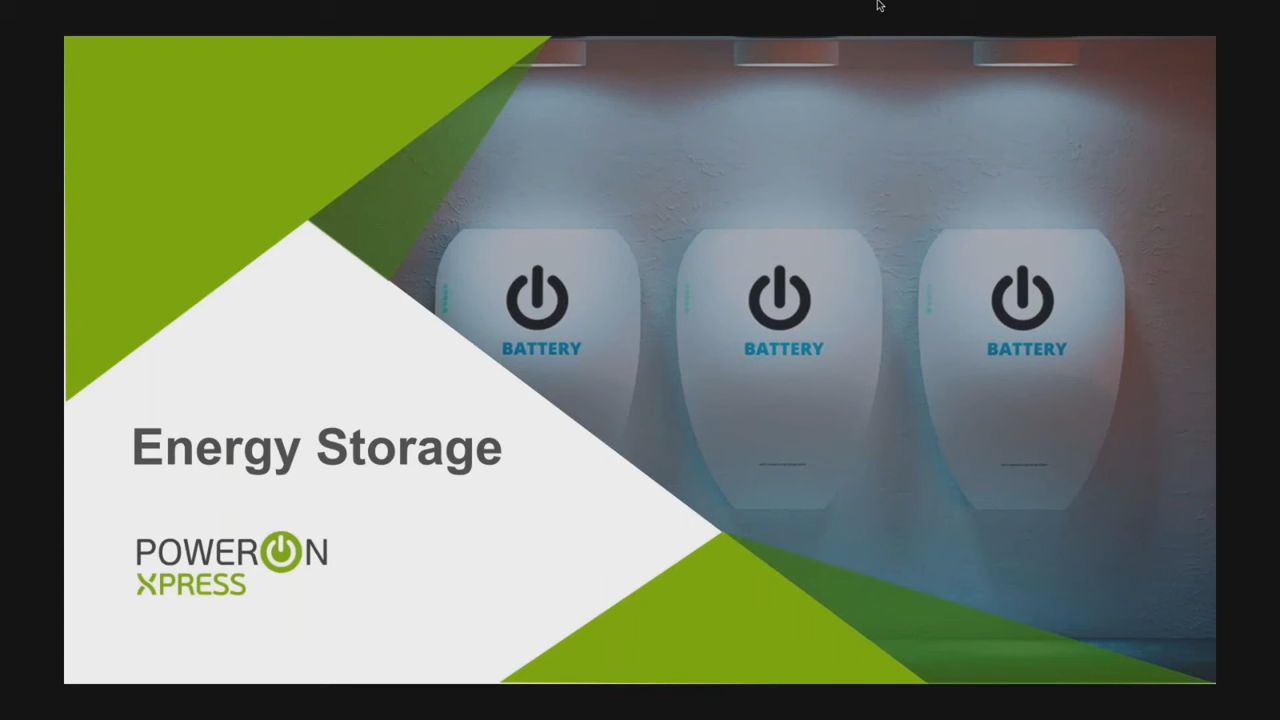 BATTERY
BATTERY
BATTERY
Energy Storage
POWERON
XPRESS